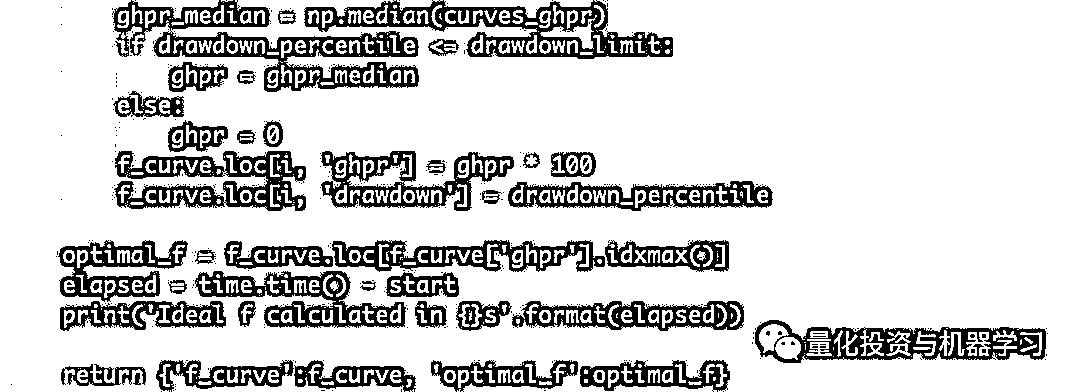 ghpr_median = np.median(curves_ghpr)
if drawdown_percentile <= drawdown_limit:
ghpr = ghpr_median
else:
ghpr = 0
f_curve.loc[i, 'ghpr'] = ghpr * 100
f_curve.loc[i, 'drawdown'] = drawdown_percentile
optimal_f = f_curve.loc[f_curve['ghpr'].idxmax()]
elapsed = time.time() - start
print('Ideal f calculated in {}s'.format(elapsed))
量化投资与机器学习
return {'f_curve':f_curve, 'optimal_f':optimal_f}